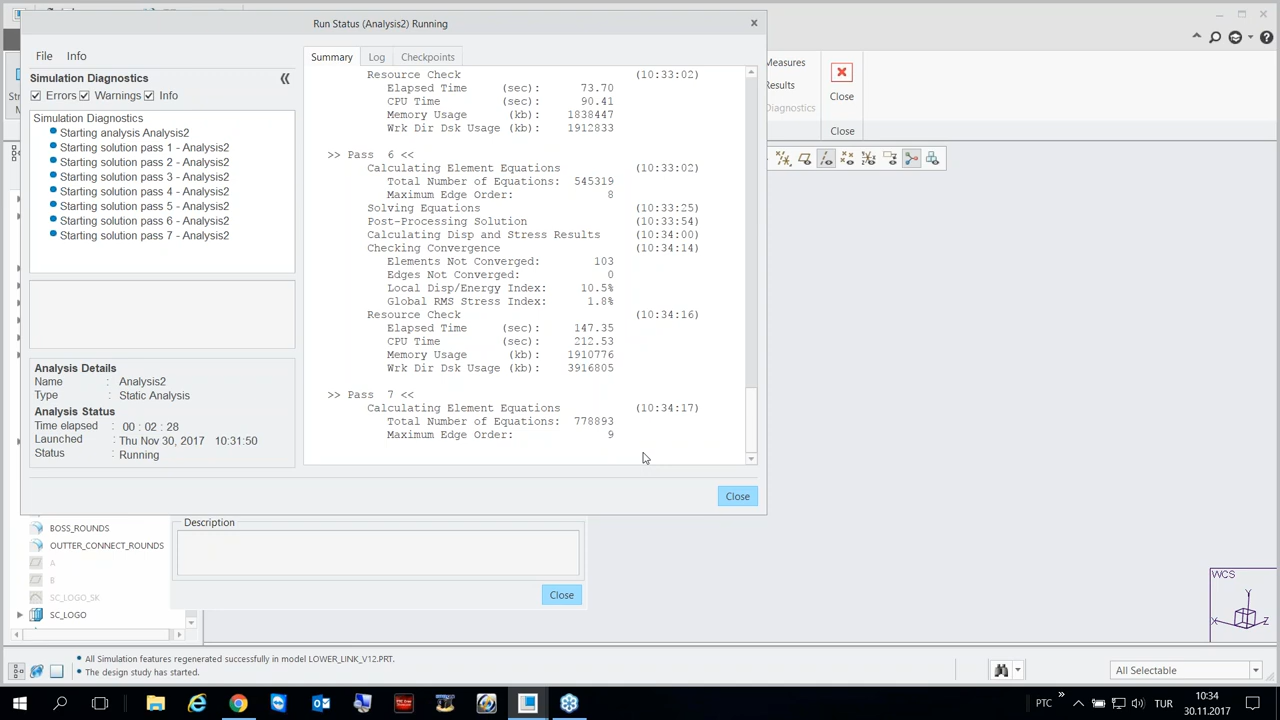 Run Status (Analysis2) Running
File Info
Summary Log Checkpoints
Simulation Diagnostics
Errors Warnings Info
Simulation Diagnostics
Starting analysis Analysis2
Starting solution pass 1 - Analysis2
Starting solution pass 2 - Analysis2
Starting solution pass 3 - Analysis2
Starting solution pass 4 - Analysis2
Starting solution pass 5 - Analysis2
Starting solution pass 6 - Analysis2
Starting solution pass 7 - Analysis2
Analysis Details
Name : Analysis2
Type : Static Analysis
Analysis Status
Time elapsed : 00 : 02 : 28
Launched : Thu Nov 30, 2017 10:31:50
Status : Running
Resource Check (10:33:02)
Elapsed Time (sec): 73.70
CPU Time (sec): 90.41
Memory Usage (kb): 1838447
Wrk Dir Dsk Usage (kb): 1912833
>> Pass 6 <<
Calculating Element Equations (10:33:02)
Total Number of Equations: 545319
Maximum Edge Order: 8
Solving Equations (10:33:25)
Post-Processing Solution (10:33:54)
Calculating Disp and Stress Results (10:34:00)
Checking Convergence (10:34:14)
Elements Not Converged: 103
Edges Not Converged: 0
Local Disp/Energy Index: 10.5%
Global RMS Stress Index: 1.8%
Resource Check (10:34:16)
Elapsed Time (sec): 147.35
CPU Time (sec): 212.53
Memory Usage (kb): 1910776
Wrk Dir Dsk Usage (kb): 3916805
>> Pass 7 <<
Calculating Element Equations (10:34:17)
Total Number of Equations: 778893
Maximum Edge Order: 9
Close
easures
esults
iagnostics
Close
Close
BOSS_ROUNDS
OUTTER_CONNECT_ROUNDS
A
B
SC_LOGO_SK
SC_LOGO
Description
Close
WCS
Y
X
Z
All Simulation features regenerated successfully in model LOWER_LINK_V12.PRT.
The design study has started.
All Selectable
PTC
TUR
10:34
30.11.2017